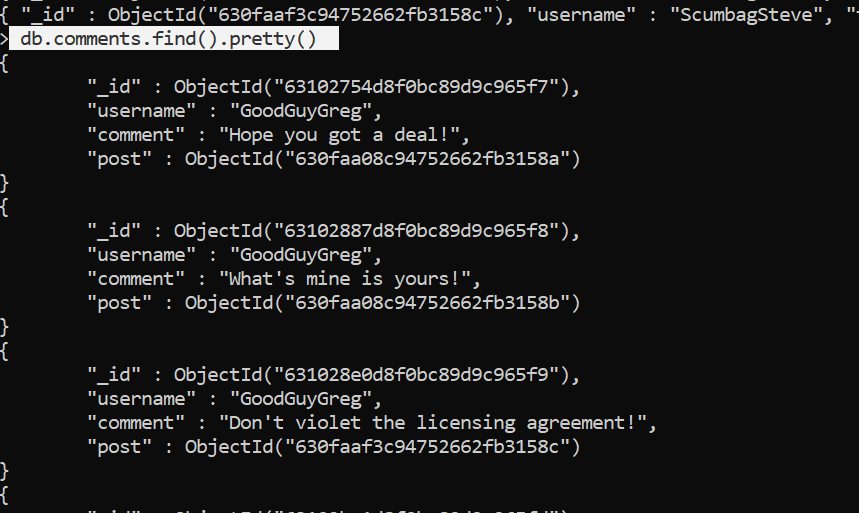 { "_id" : ObjectId("630faaf3c94752662fb3158c"), "username" : "ScumbagSteve", "
> db.comments.find().pretty()
{
"_id" : ObjectId("63102754d8f0bc89d9c965f7"),
"username" : "GoodGuyGreg",
"comment" : "Hope you got a deal!",
"post" : ObjectId("630faa08c94752662fb3158a")
}
{
"_id" : ObjectId("63102887d8f0bc89d9c965f8"),
"username" : "GoodGuyGreg",
"comment" : "What's mine is yours!",
"post" : ObjectId("630faa08c94752662fb3158b")
}
{
"_id" : ObjectId("631028e0d8f0bc89d9c965f9"),
"username" : "GoodGuyGreg",
"comment" : "Don't violet the licensing agreement!",
"post" : ObjectId("630faaf3c94752662fb3158c")
}
{